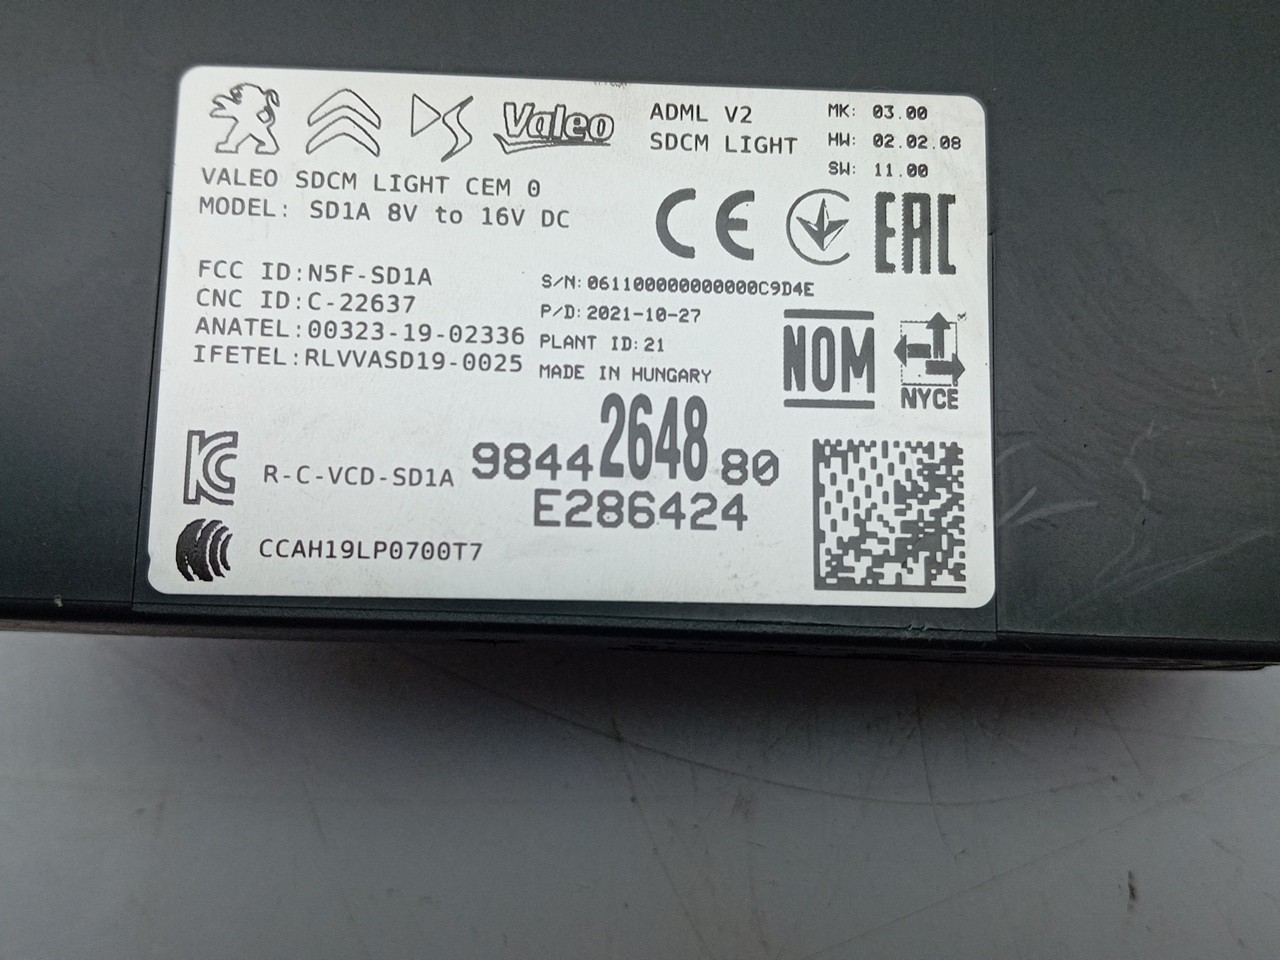 Valeo
ADML V2
SDCM LIGHT
MK: 03.00
HW: 02.02.08
SW: 11.00
VALEO SDCM LIGHT CEM 0
MODEL: SD1A 8V to 16V DC
CE
EAC
FCC ID:N5F-SD1A
CNC ID:C-22637
ANATEL:00323-19-02336
IFETEL:RLVVASD19-0025
S/N:061100000000000C9D4E
P/D:2021-10-27
PLANT ID:21
MADE IN HUNGARY
NOM
NYCE
R-C-VCD-SD1A
9844264880
E286424
CCAH19LP0700T7